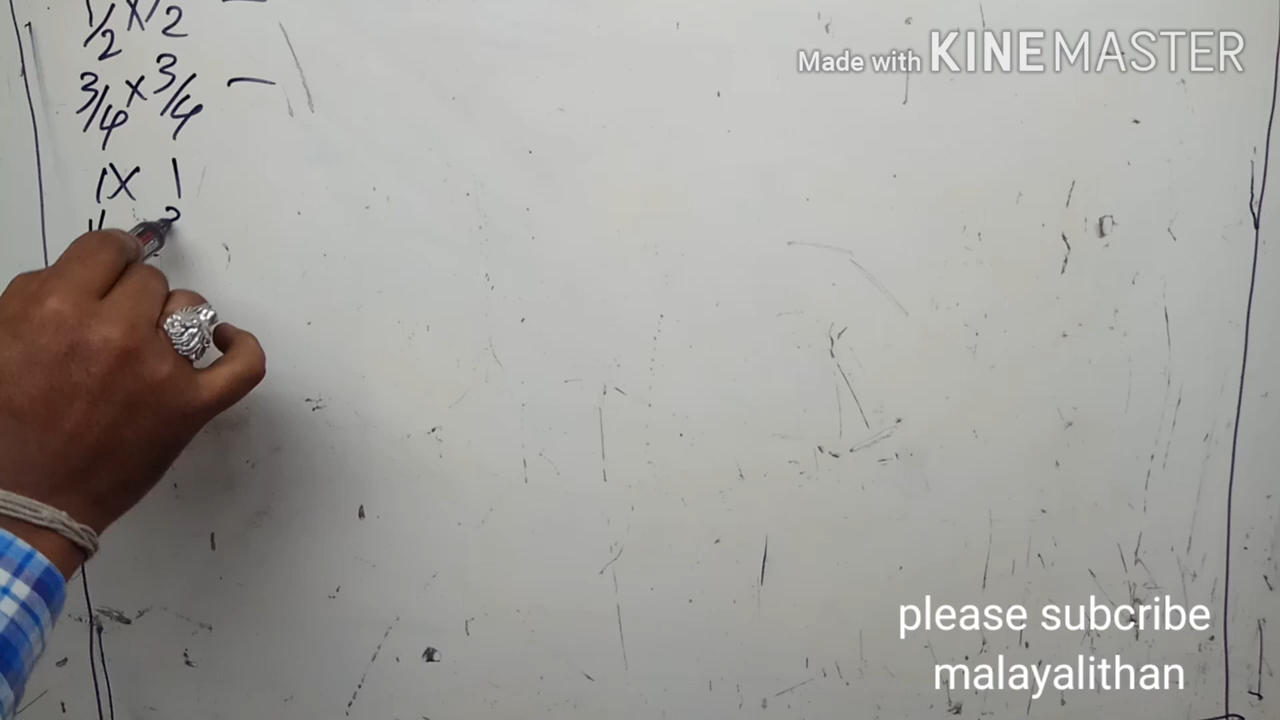 1/2 X 1/2 —
3/4 X 3/4 —
1 X 1
Made with KINEMASTER
please subcribe
malayalithan